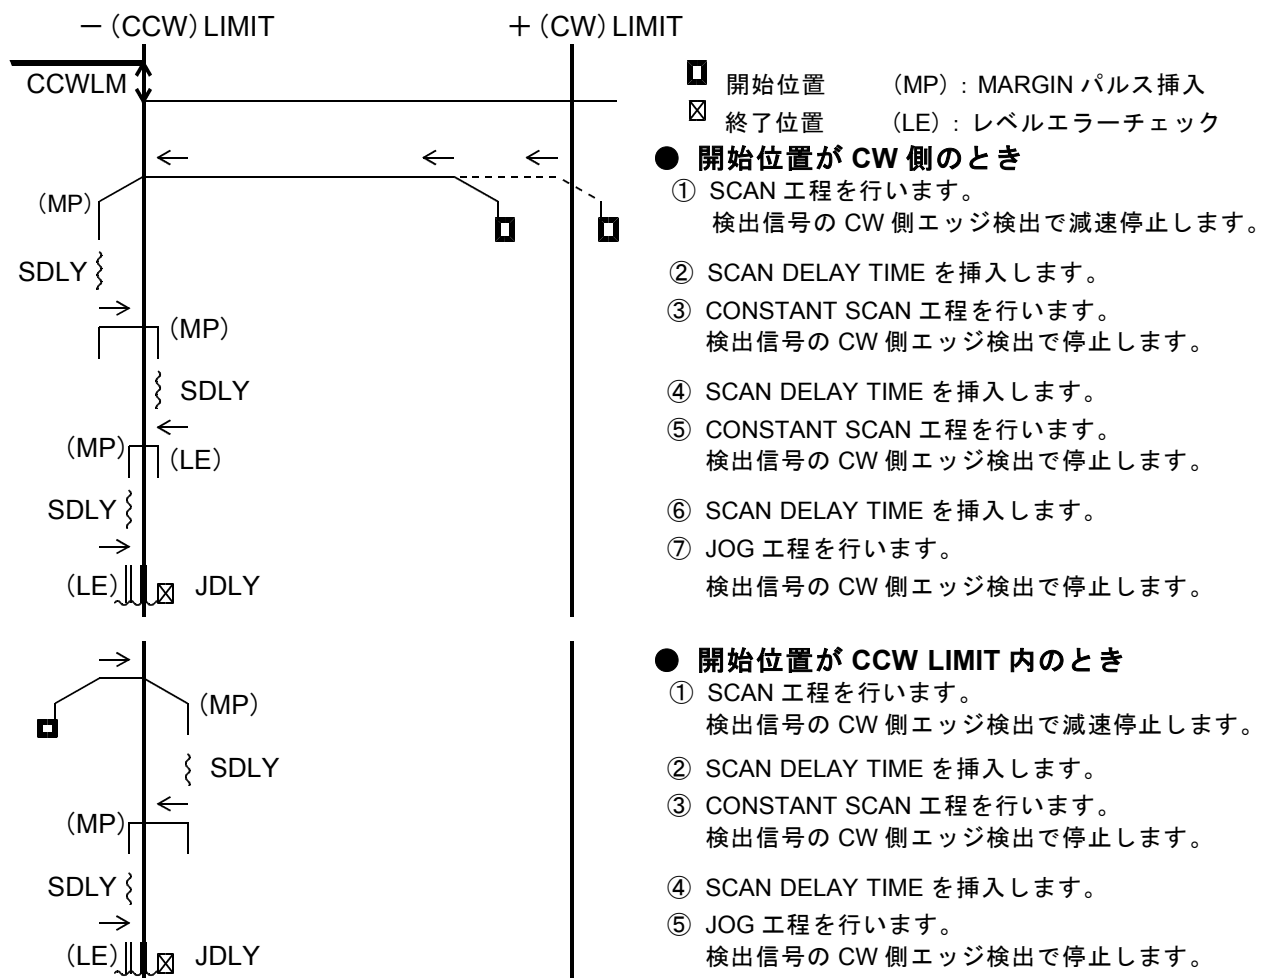 －（CCW）LIMIT
＋（CW）LIMIT
CCWLM
開始位置 （MP）：MARGIN パルス挿入
終了位置 （LE）：レベルエラーチェック
● 開始位置が CW 側のとき
① SCAN 工程を行います。
検出信号の CW 側エッジ検出で減速停止します。
② SCAN DELAY TIME を挿入します。
③ CONSTANT SCAN 工程を行います。
検出信号の CW 側エッジ検出で停止します。
④ SCAN DELAY TIME を挿入します。
⑤ CONSTANT SCAN 工程を行います。
検出信号の CW 側エッジ検出で停止します。
⑥ SCAN DELAY TIME を挿入します。
⑦ JOG 工程を行います。
検出信号の CW 側エッジ検出で停止します。
（MP）
SDLY
（MP）
SDLY
（MP）
（LE）
SDLY
（LE）
JDLY
● 開始位置が CCW LIMIT 内のとき
① SCAN 工程を行います。
検出信号の CW 側エッジ検出で減速停止します。
② SCAN DELAY TIME を挿入します。
③ CONSTANT SCAN 工程を行います。
検出信号の CW 側エッジ検出で停止します。
④ SCAN DELAY TIME を挿入します。
⑤ JOG 工程を行います。
検出信号の CW 側エッジ検出で停止します。
（MP）
SDLY
（MP）
SDLY
（LE）
JDLY